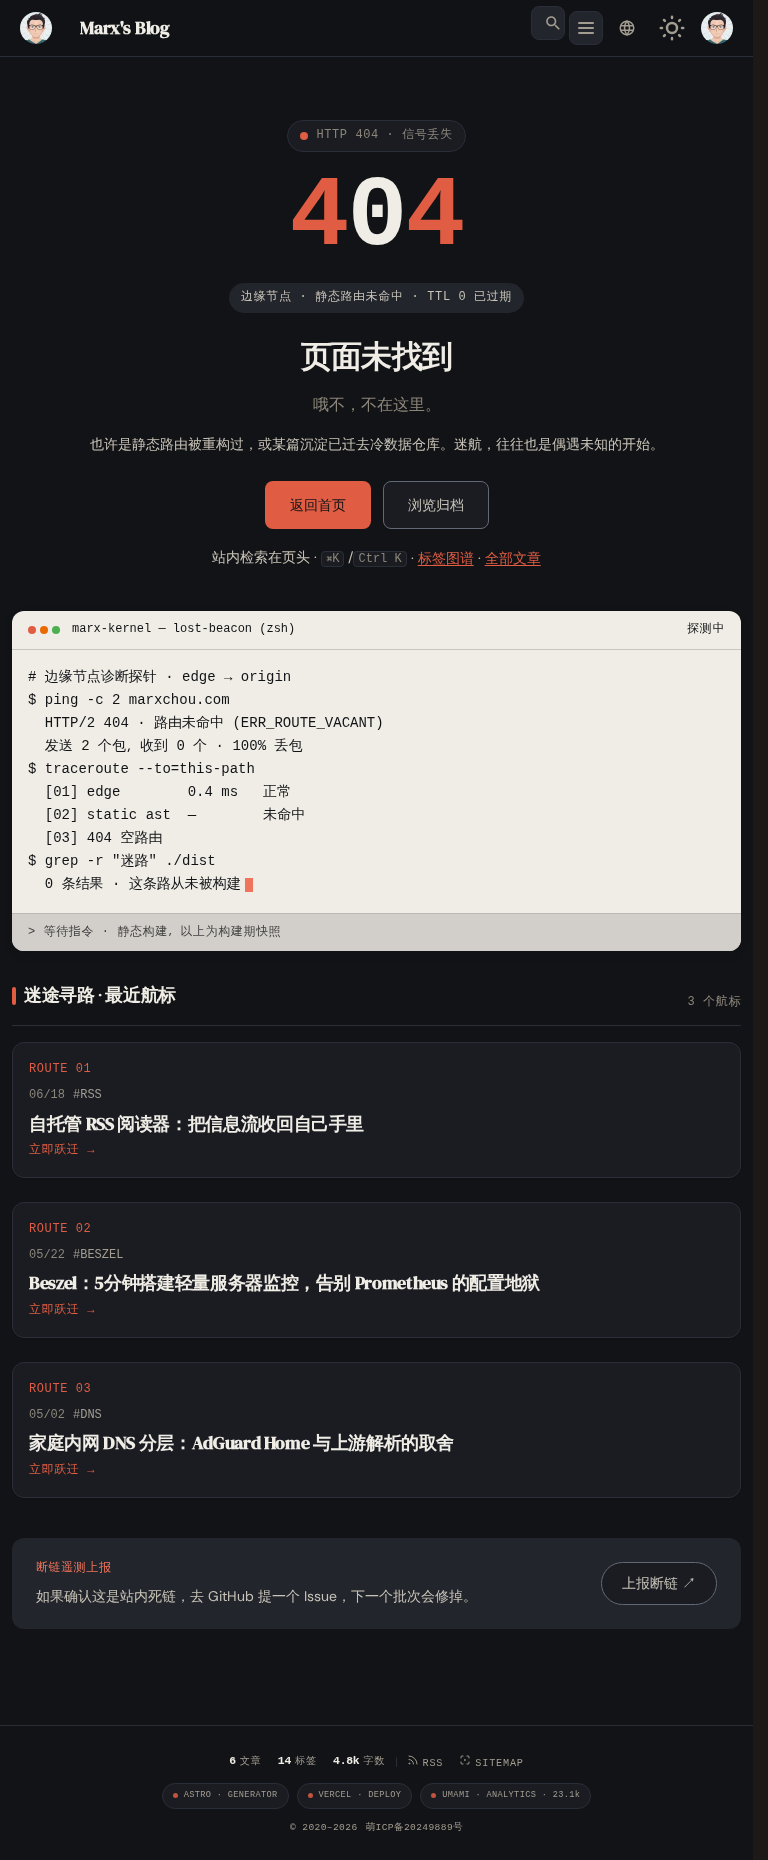 Marx's Blog
HTTP 404 · 信号丢失
404
边缘节点 · 静态路由未命中 · TTL 0 已过期
页面未找到
哦不，不在这里。
也许是静态路由被重构过，或某篇沉淀已迁去冷数据仓库。迷航，往往也是偶遇未知的开始。
返回首页 浏览归档
站内检索在页头 · ⌘K / Ctrl K · 标签图谱 · 全部文章
marx-kernel — lost-beacon (zsh) 探测中
# 边缘节点诊断探针 · edge → origin
$ ping -c 2 marxchou.com
HTTP/2 404 · 路由未命中 (ERR_ROUTE_VACANT)
发送 2 个包, 收到 0 个 · 100% 丢包
$ traceroute --to=this-path
[01] edge 0.4 ms 正常
[02] static ast — 未命中
[03] 404 空路由
$ grep -r "迷路" ./dist
0 条结果 · 这条路从未被构建
> 等待指令 · 静态构建, 以上为构建期快照
迷途寻路 · 最近航标 3 个航标
ROUTE 01
06/18 #RSS
自托管 RSS 阅读器：把信息流收回自己手里
立即跃迁 →
ROUTE 02
05/22 #BESZEL
Beszel：5分钟搭建轻量服务器监控，告别 Prometheus 的配置地狱
立即跃迁 →
ROUTE 03
05/02 #DNS
家庭内网 DNS 分层：AdGuard Home 与上游解析的取舍
立即跃迁 →
断链遥测上报
如果确认这是站内死链，去 GitHub 提一个 Issue，下一个批次会修掉。
上报断链 ↗
6 文章 14 标签 4.8k 字数 | RSS SITEMAP
ASTRO · GENERATOR VERCEL · DEPLOY UMAMI · ANALYTICS · 23.1k
© 2020–2026 萌ICP备20249889号